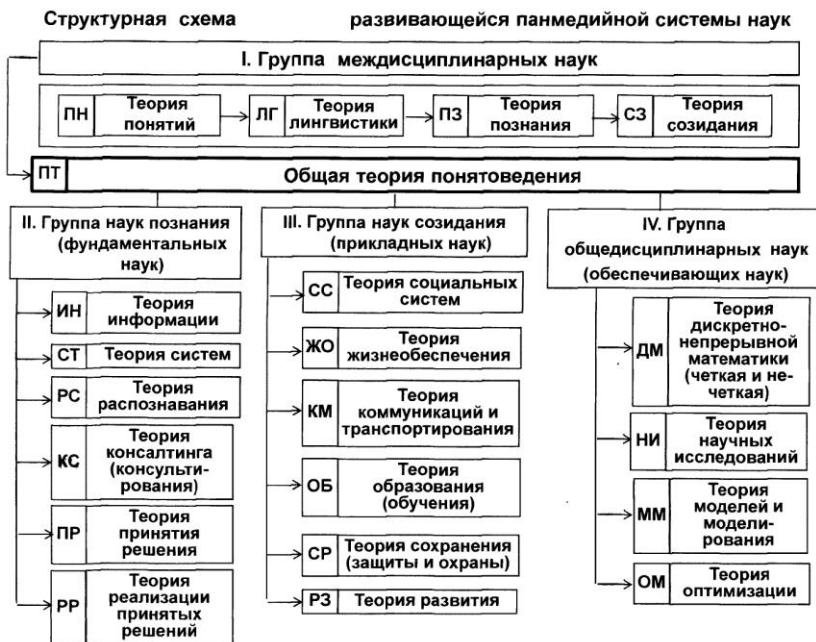 Структурная схема развивающейся панмедийной системы наук
I. Группа междисциплинарных наук
ПН
Теория
понятий
ЛГ
Теория
лингвистики
ПЗ
Теория
познания
СЗ
Теория
созидания
ПТ
Общая теория понятоведения
II. Группа наук познания
(фундаментальных
наук)
ИН
Теория
информации
СТ
Теория систем
РС
Теория
распознавания
КС
Теория
консалтинга
(консульти-
рования)
ПР
Теория
принятия
решения
РР
Теория
реализации
принятых
решений
III. Группа наук созидания
(прикладных наук)
СС
Теория социальных
систем
ЖО
Теория
жизнеобеспечения
КМ
Теория
коммуникаций и
транспортирования
ОБ
Теория
образования
(обучения)
СР
Теория сохранения
(защиты и охраны)
РЗ
Теория развития
IV. Группа
общедисциплинарных наук
(обеспечивающих наук)
ДМ
Теория
дискретно-
непрерывной
математики
(четкая и не-
четкая)
НИ
Теория
научных
исследований
ММ
Теория
моделей и
модели-
рования
ОМ
Теория
оптимизации